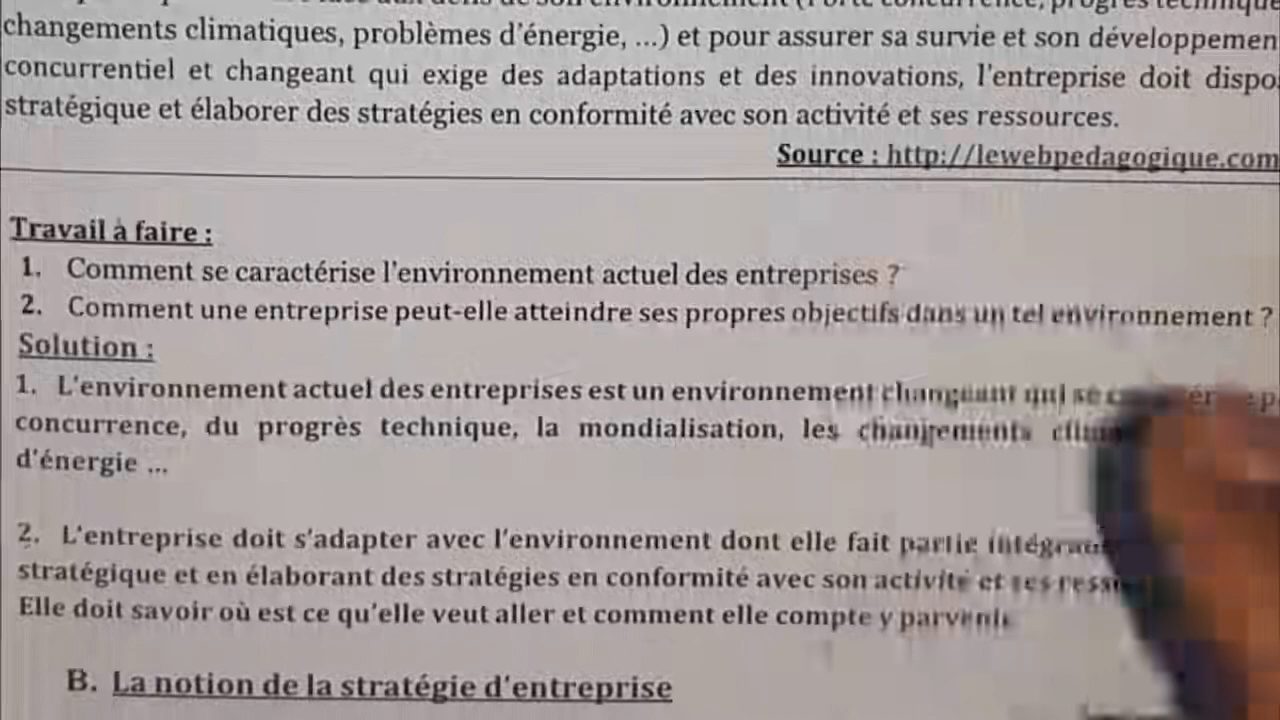 changements climatiques, problèmes d'énergie, ...) et pour assurer sa survie et son développemen
concurrentiel et changeant qui exige des adaptations et des innovations, l'entreprise doit dispo
stratégique et élaborer des stratégies en conformité avec son activité et ses ressources.
Source : http://lewebpedagogique.com
Travail à faire :
1. Comment se caractérise l'environnement actuel des entreprises ?
2. Comment une entreprise peut-elle atteindre ses propres objectifs dans un tel environnement ?
Solution :
1. L'environnement actuel des entreprises est un environnement changeant qui se
concurrence, du progrès technique, la mondialisation, les changements
d'énergie ...
2. L'entreprise doit s'adapter avec l'environnement dont elle fait partie
stratégique et en élaborant des stratégies en conformité avec son activité et ses
Elle doit savoir où est ce qu'elle veut aller et comment elle compte y parvenir
B. La notion de la stratégie d'entreprise